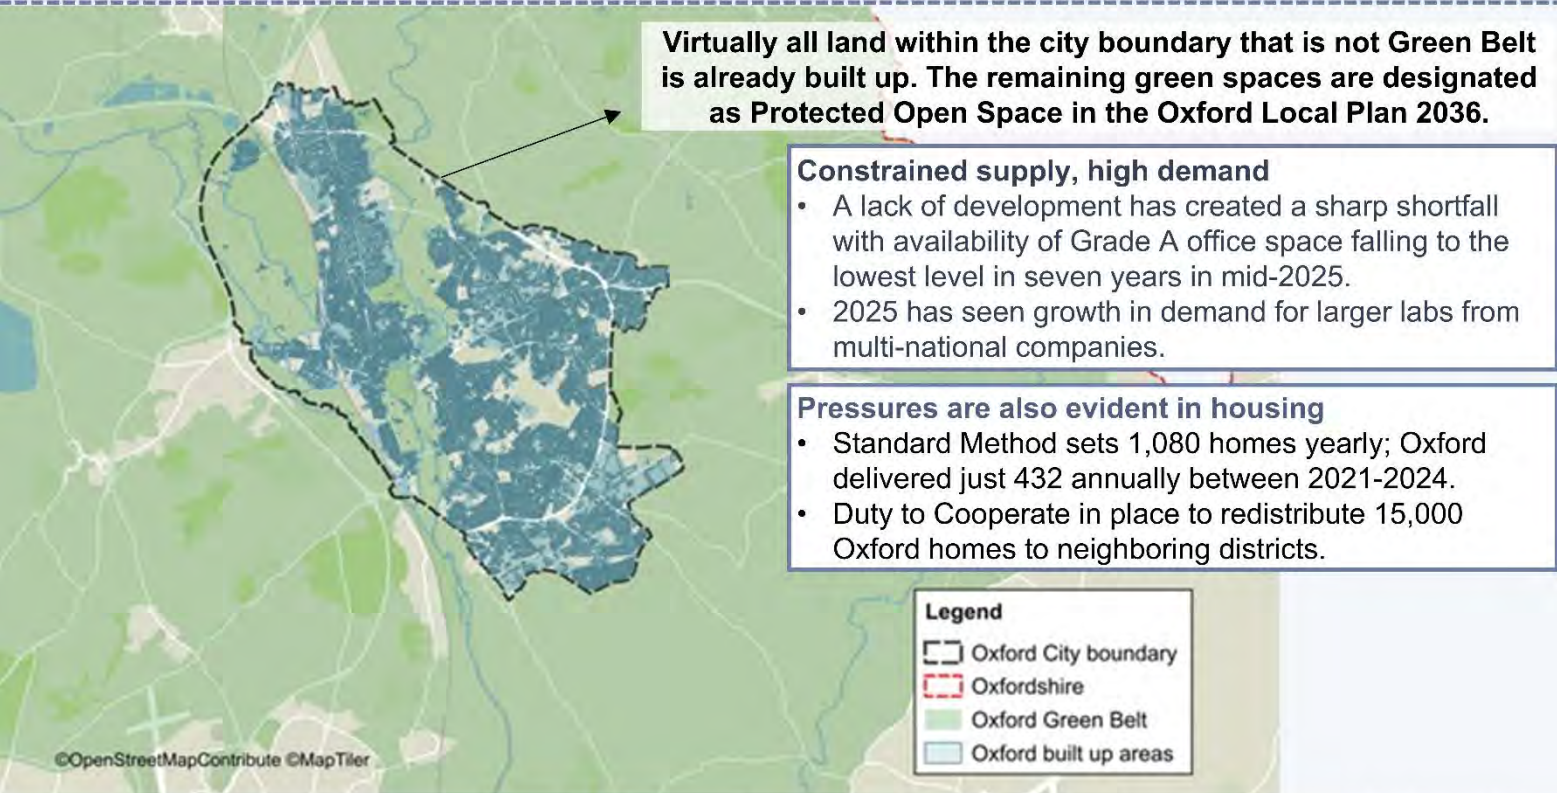 Virtually all land within the city boundary that is not Green Belt
is already built up. The remaining green spaces are designated
as Protected Open Space in the Oxford Local Plan 2036.
Constrained supply, high demand
• A lack of development has created a sharp shortfall
with availability of Grade A office space falling to the
lowest level in seven years in mid-2025.
• 2025 has seen growth in demand for larger labs from
multi-national companies.
Pressures are also evident in housing
• Standard Method sets 1,080 homes yearly; Oxford
delivered just 432 annually between 2021-2024.
• Duty to Cooperate in place to redistribute 15,000
Oxford homes to neighboring districts.
Legend
Oxford City boundary
Oxfordshire
Oxford Green Belt
Oxford built up areas
©OpenStreetMapContribute ©MapTiler